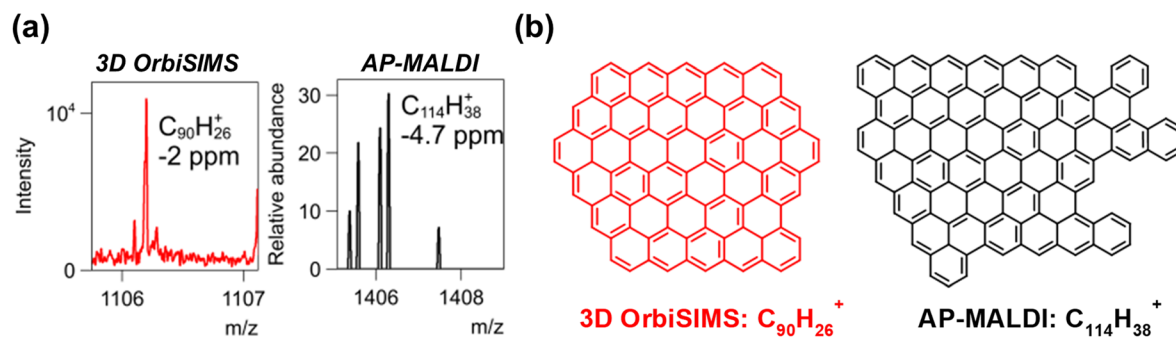 (a)
3D OrbiSIMS
Intensity
10⁴
0
C₉₀H₂₆⁺
-2 ppm
1106
1107
m/z
AP-MALDI
Relative abundance
30
20
10
0
C₁₁₄H₃₈⁺
-4.7 ppm
1406
1408
m/z
(b)
3D OrbiSIMS: C₉₀H₂₆⁺
AP-MALDI: C₁₁₄H₃₈⁺